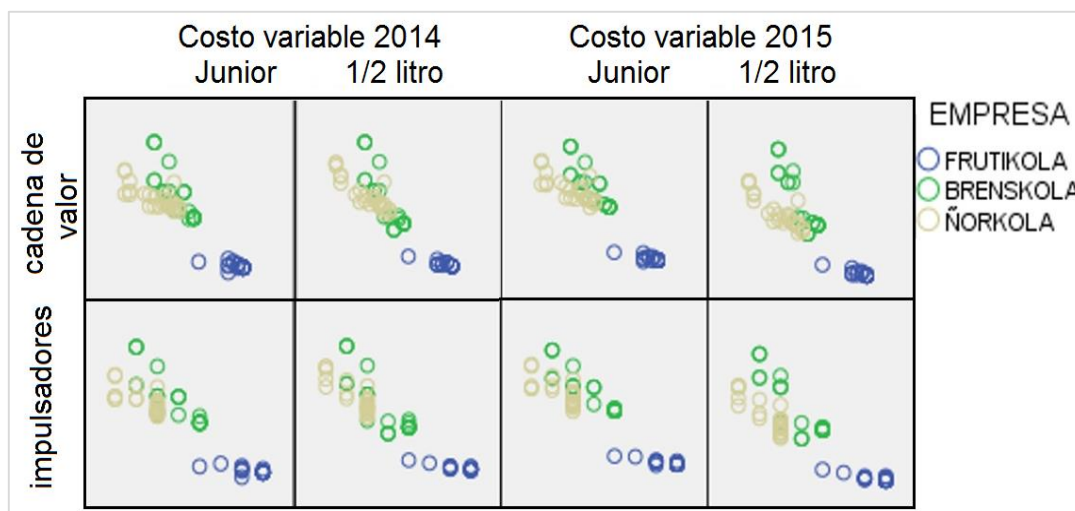 Costo variable 2014
Costo variable 2015
Junior
1/2 litro
Junior
1/2 litro
cadena de
valor
impulsadores
EMPRESA
FRUTIKOLA
BRENSKOLA
ÑORKOLA